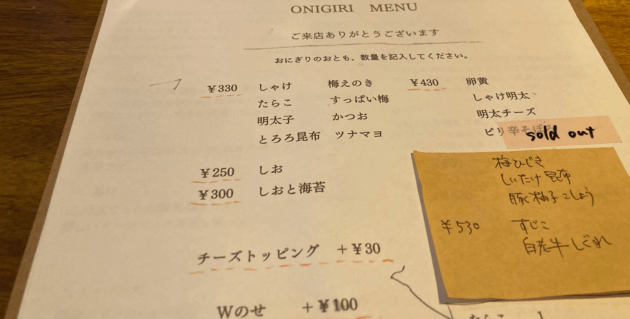 ONIGIRI MENU
ご来店ありがとうございます
おにぎりのおとも、数量を記入してください。
¥330 しゃけ 梅えのき ¥430 卵黄
たらこ すっぱい梅 しゃけ明太
明太子 かつお 明太チーズ
とろろ昆布 ツナマヨ ピリ辛そぼろ sold out
¥250 しお
¥300 しおと海苔
梅ひじき
しいたけ昆布
豚柚子こしょう
¥530 すじこ
白老牛しぐれ
チーズトッピング +¥30
Wのせ +¥100